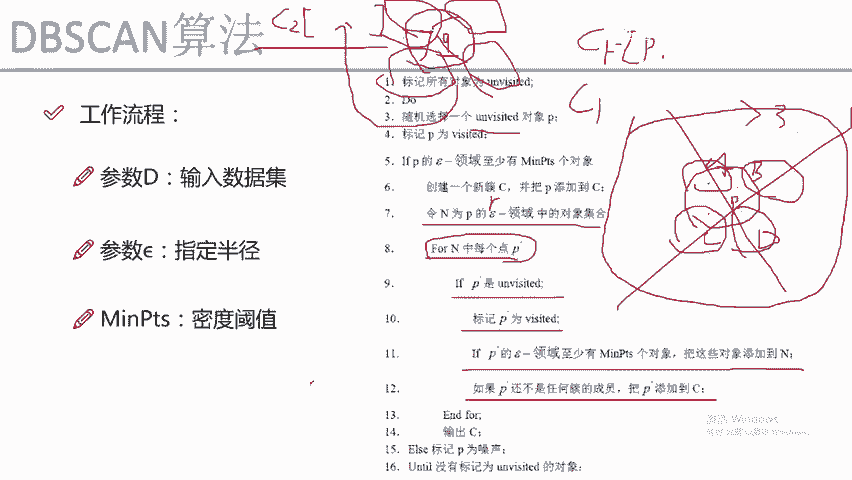 DBSCAN算法
C2[ ]
q
C1-[p.
C1
>3
A
B
P
C
D
工作流程：
参数D：输入数据集
参数ϵ：指定半径
MinPts：密度阈值
1. 标记所有对象为 unvisited;
2. Do
3. 随机选择一个 unvisited 对象 p;
4. 标记 p 为 visited;
5. If p 的 ε－领域至少有 MinPts 个对象
6. 创建一个新簇 C，并把 p 添加到 C;
r
7. 令 N 为 p 的 ε－领域 中的对象集合
8. For N 中每个点 p'
9. If p' 是 unvisited;
10. 标记 p' 为 visited;
11. If p' 的 ε－领域至少有 MinPts 个对象，把这些对象添加到 N;
12. 如果 p' 还不是任何簇的成员，把 p' 添加到 C;
13. End for;
14. 输出 C;
15. Else 标记 p 为噪声;
16. Until 没有标记为 unvisited 的对象;
激活 Windows